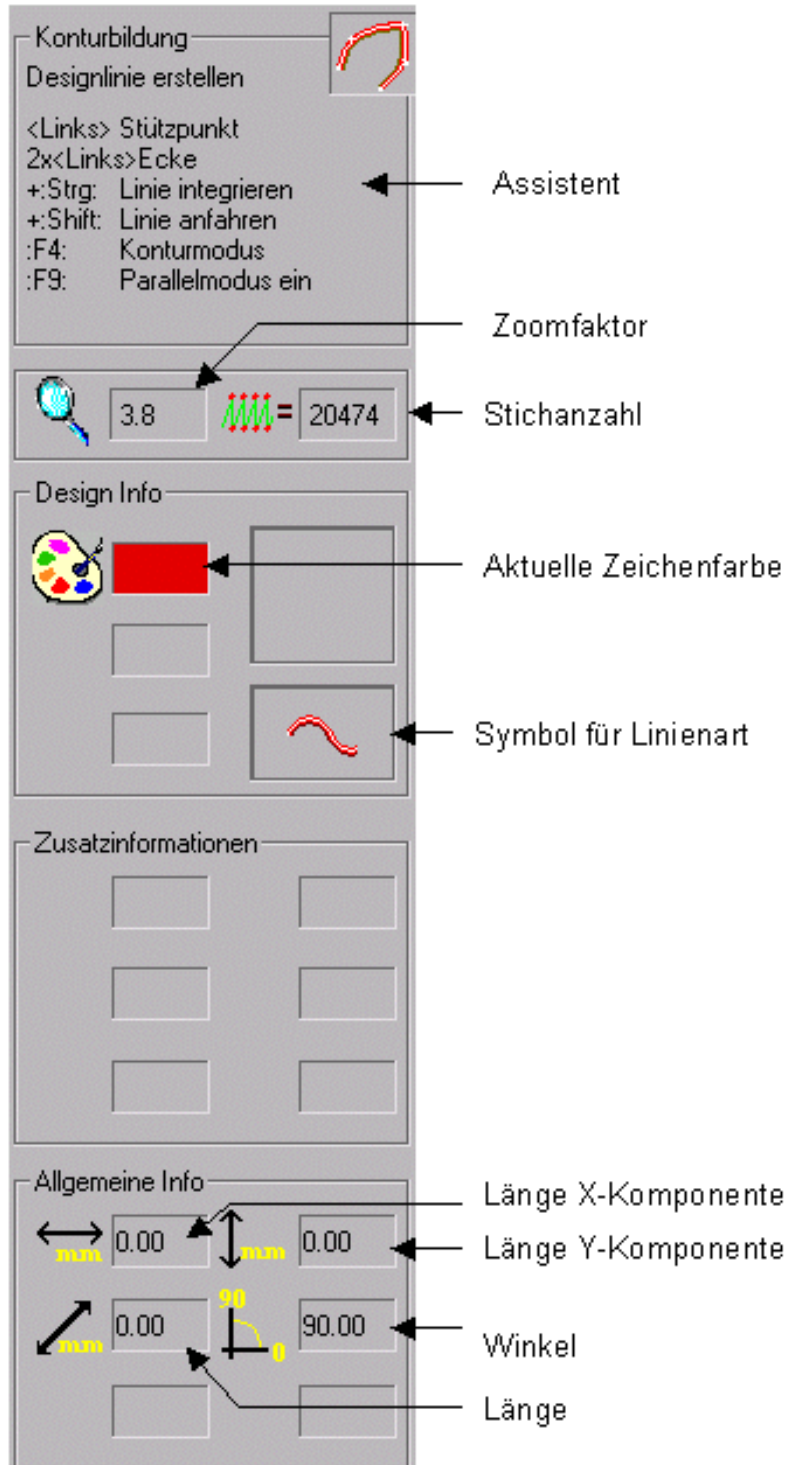 Konturbildung
Designlinie erstellen
<Links> Stützpunkt
2x<Links>Ecke
+:Strg: Linie integrieren
+:Shift: Linie anfahren
:F4: Konturmodus
:F9: Parallelmodus ein
Assistent
Zoomfaktor
3.8
= 20474
Stichanzahl
Design Info
Aktuelle Zeichenfarbe
Symbol für Linienart
Zusatzinformationen
Allgemeine Info
Länge X-Komponente
mm 0.00 mm 0.00
Länge Y-Komponente
mm 0.00 90 0 90.00
Winkel
Länge